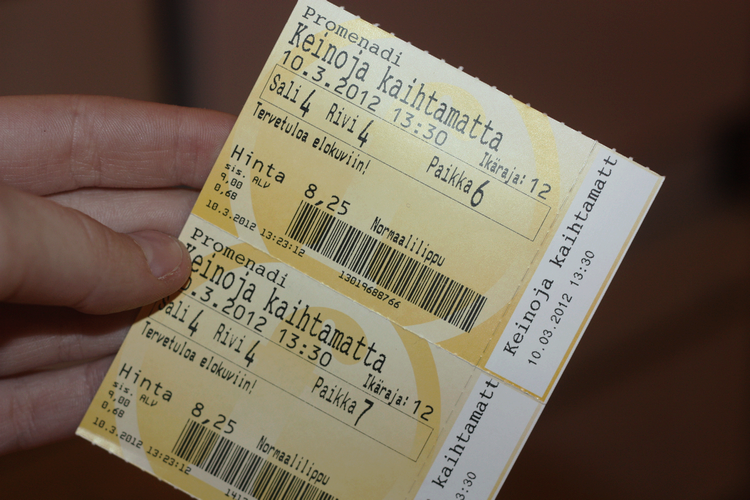 Promenadi
Keinoja kaihtamatta
10.3.2012 13:30
Ikäraja: 12
Sali 4 Rivi 4 Paikka 6
Tervetuloa elokuviin!
Hinta 8,25 Normaalilippu
sis. ALV
9,00
0,68
10.3.2012 13:23:12
13019688766
Keinoja kaihtamatt
10.03.2012 13:30
Promenadi
Keinoja kaihtamatta
.3.2012 13:30
Ikäraja: 12
Sali 4 Rivi 4 Paikka 7
Tervetuloa elokuviin!
Hinta 8,25 Normaalilippu
sis. ALV
9,00
0,68
10.3.2012 13:23:12
kaihtamatt
3:30